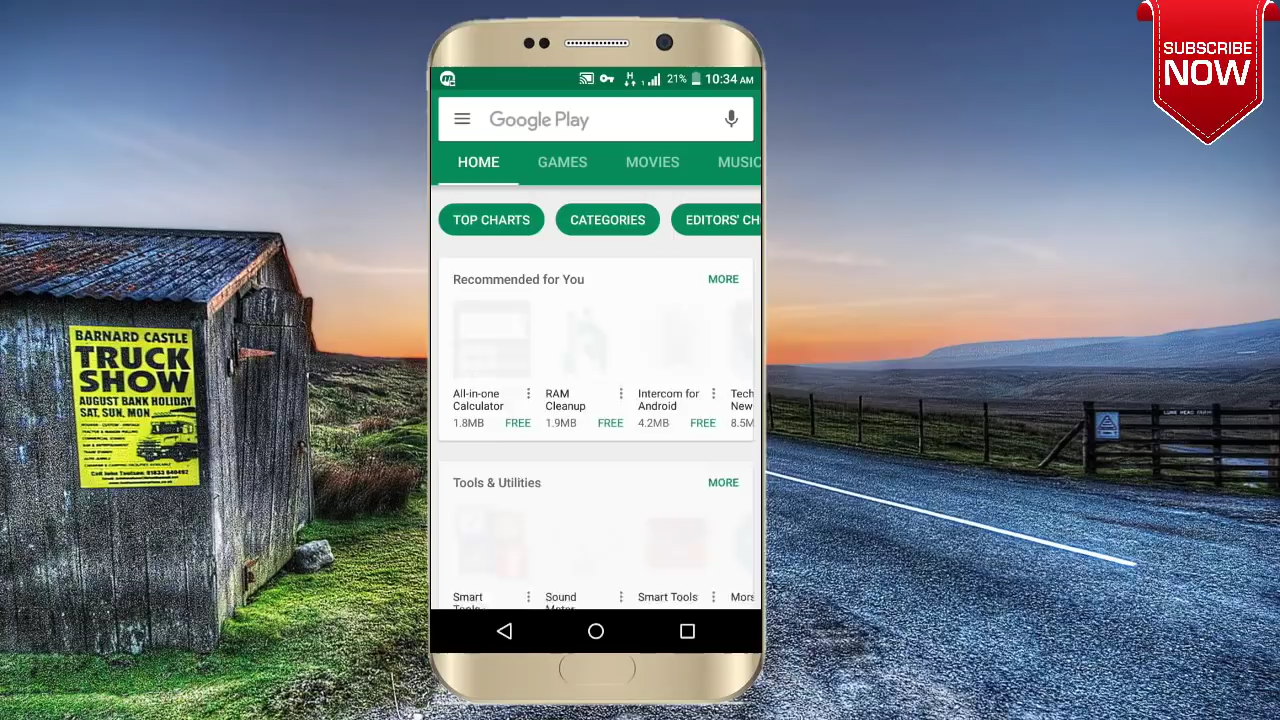 SUBSCRIBE
NOW
21% 10:34 AM
Google Play
HOME GAMES MOVIES MUSIC
TOP CHARTS CATEGORIES EDITORS' CH
Recommended for You MORE
All-in-one Calculator
1.8MB FREE
RAM Cleanup
1.9MB FREE
Intercom for Android
4.2MB FREE
Tech New
8.5M
Tools & Utilities MORE
Smart
Sound
Smart Tools
Mors
BARNARD CASTLE
TRUCK
SHOW
AUGUST BANK HOLIDAY
SAT, SUN, MON